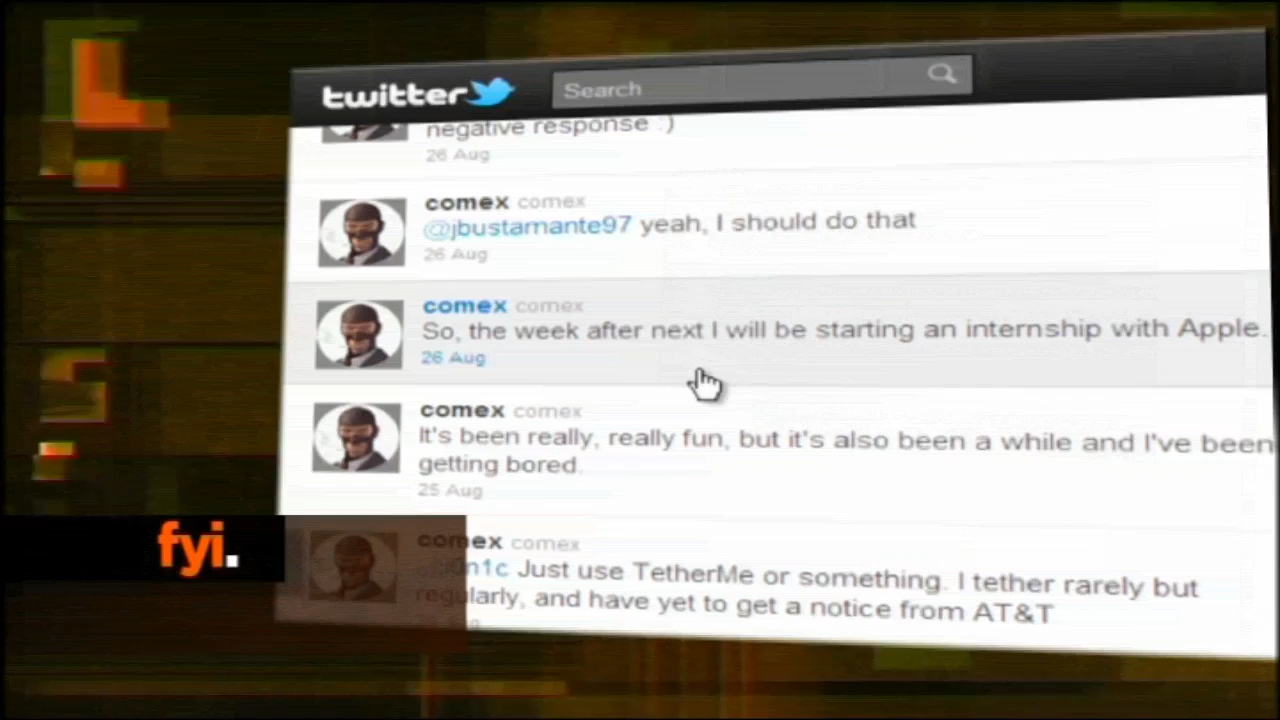 twitter
Search
negative response :)
26 Aug
comex comex
@jbustamante97 yeah, I should do that
26 Aug
comex comex
So, the week after next I will be starting an internship with Apple.
26 Aug
comex comex
It's been really, really fun, but it's also been a while and I've been
getting bored.
25 Aug
fyi.
comex comex
Just use TetherMe or something. I tether rarely but
regularly, and have yet to get a notice from AT&T